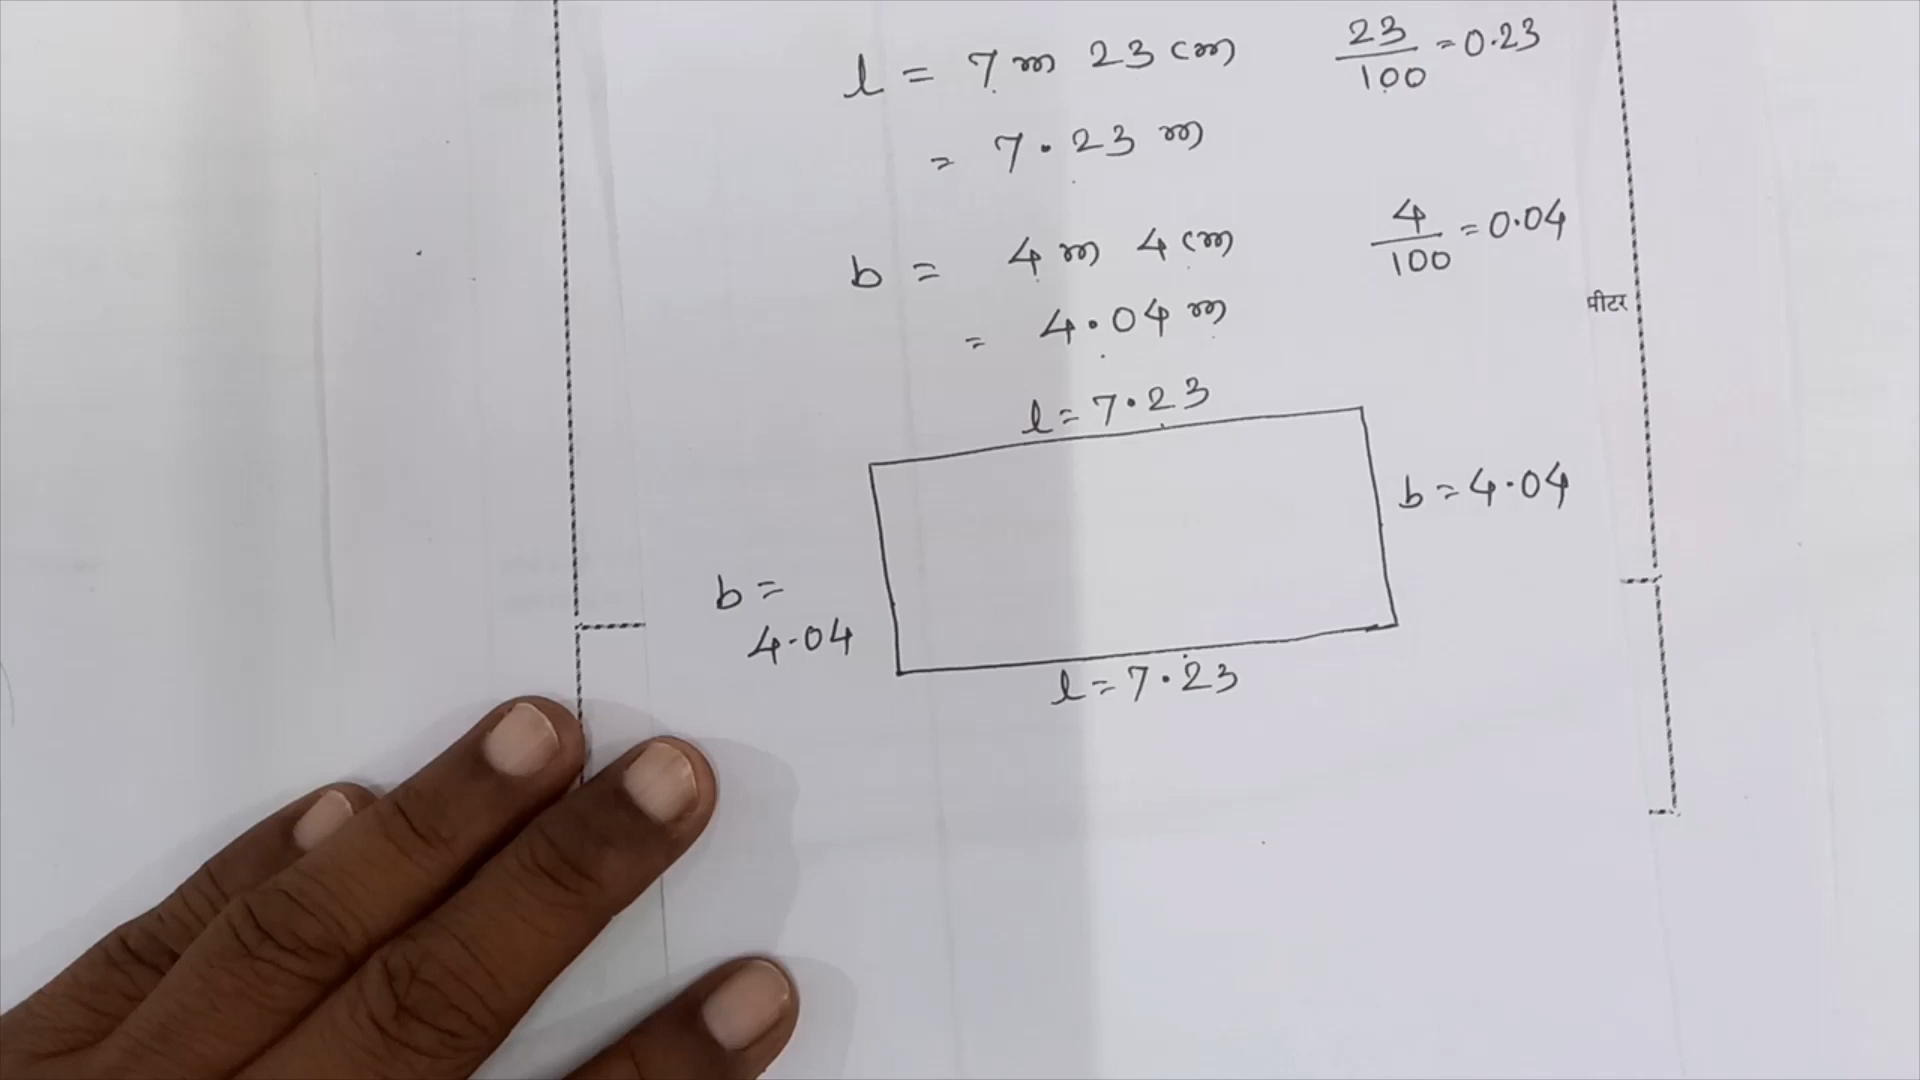 l = 7 m 23 cm
23/100 = 0.23
= 7.23 m
b = 4 m 4 cm
4/100 = 0.04
= 4.04 m
मीटर
l = 7.23
b = 4.04
b =
4.04
l = 7.23